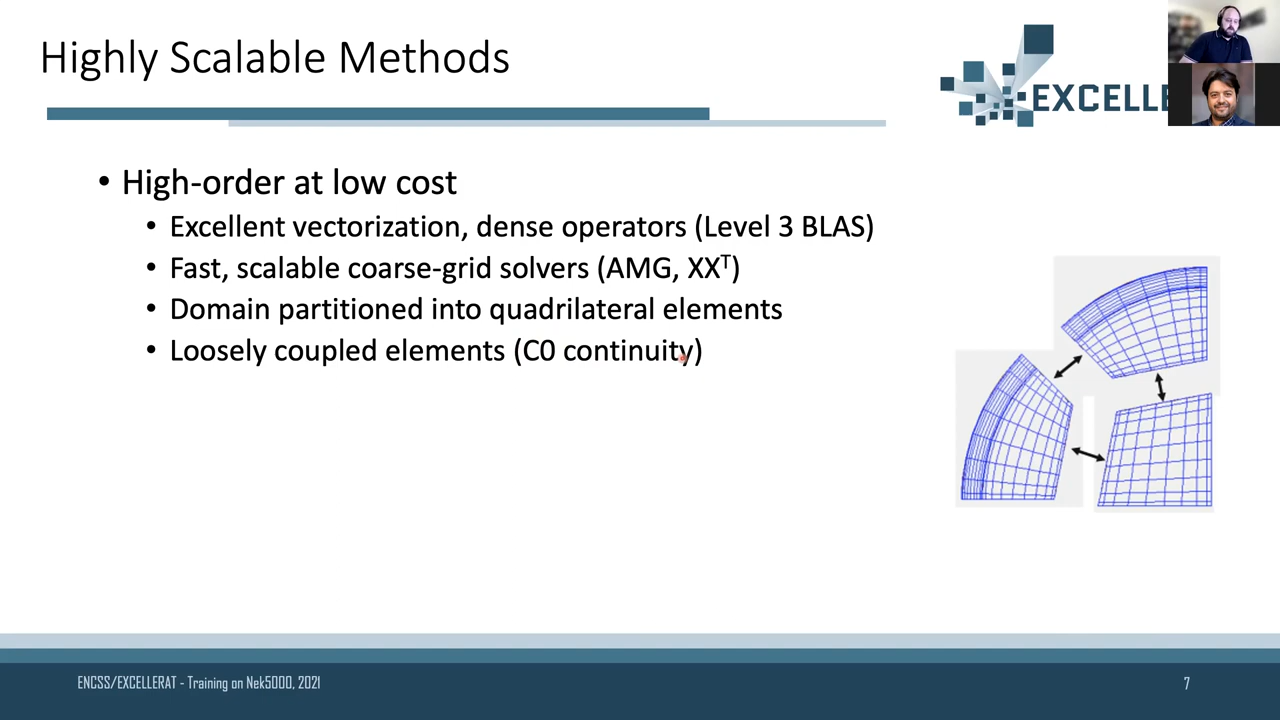 Highly Scalable Methods
EXCELLE
• High-order at low cost
• Excellent vectorization, dense operators (Level 3 BLAS)
• Fast, scalable coarse-grid solvers (AMG, XXᵀ)
• Domain partitioned into quadrilateral elements
• Loosely coupled elements (C0 continuity)
ENCSS/EXCELLERAT - Training on Nek5000, 2021
7